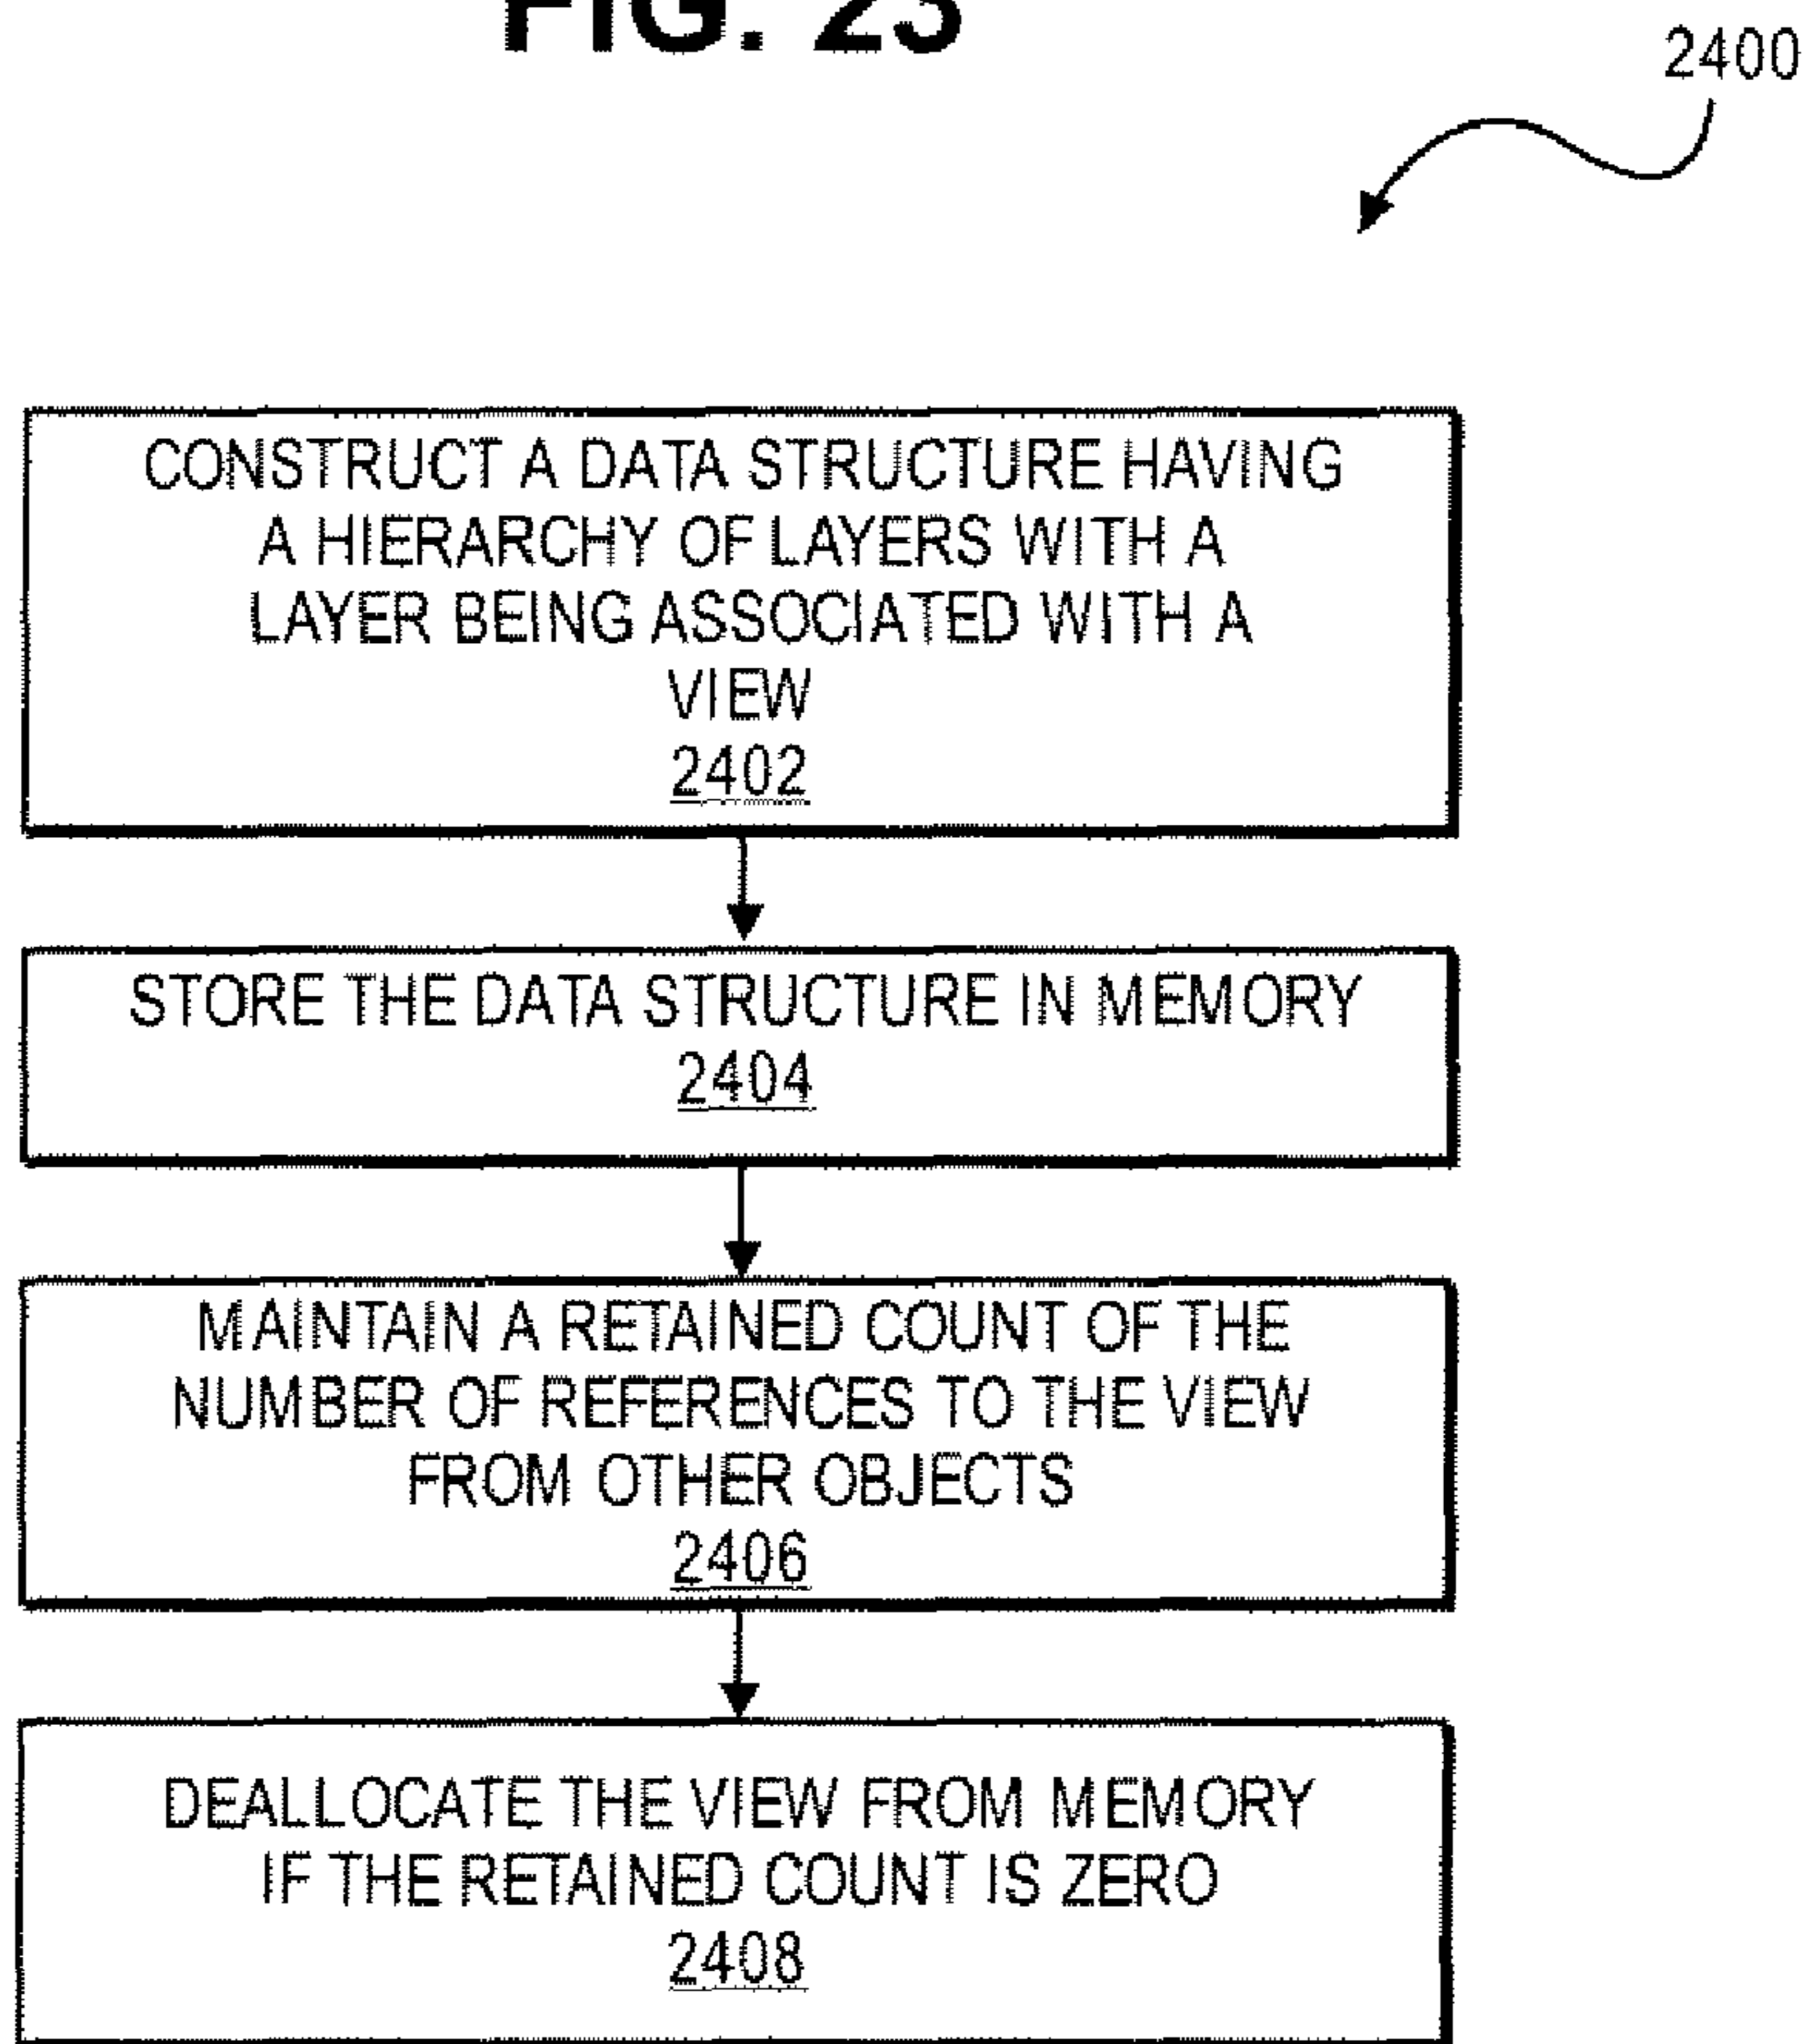 FIG. 23
2400
CONSTRUCT A DATA STRUCTURE HAVING
A HIERARCHY OF LAYERS WITH A
LAYER BEING ASSOCIATED WITH A
VIEW
2402
STORE THE DATA STRUCTURE IN MEMORY
2404
MAINTAIN A RETAINED COUNT OF THE
NUMBER OF REFERENCES TO THE VIEW
FROM OTHER OBJECTS
2406
DEALLOCATE THE VIEW FROM MEMORY
IF THE RETAINED COUNT IS ZERO
2408